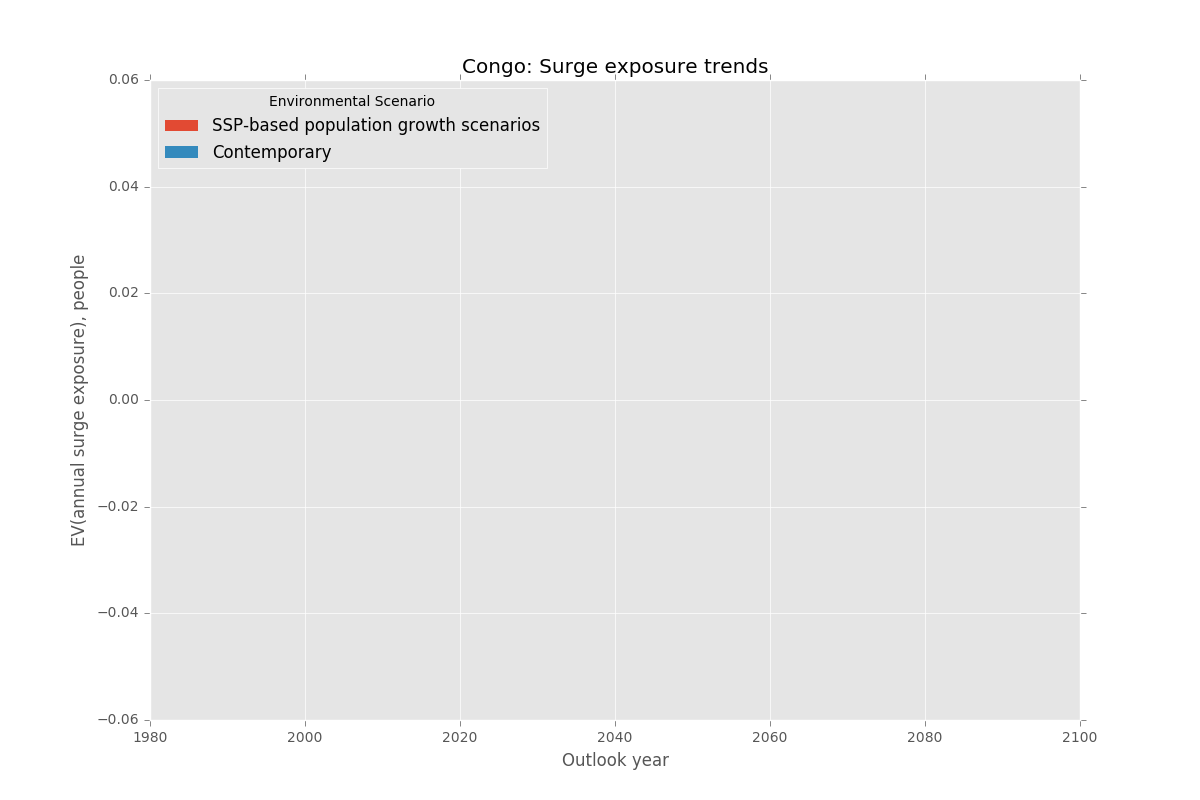 Congo: Surge exposure trends
Environmental Scenario
SSP-based population growth scenarios
Contemporary
EV(annual surge exposure), people
0.06
0.04
0.02
0.00
−0.02
−0.04
−0.06
1980 2000 2020 2040 2060 2080 2100
Outlook year